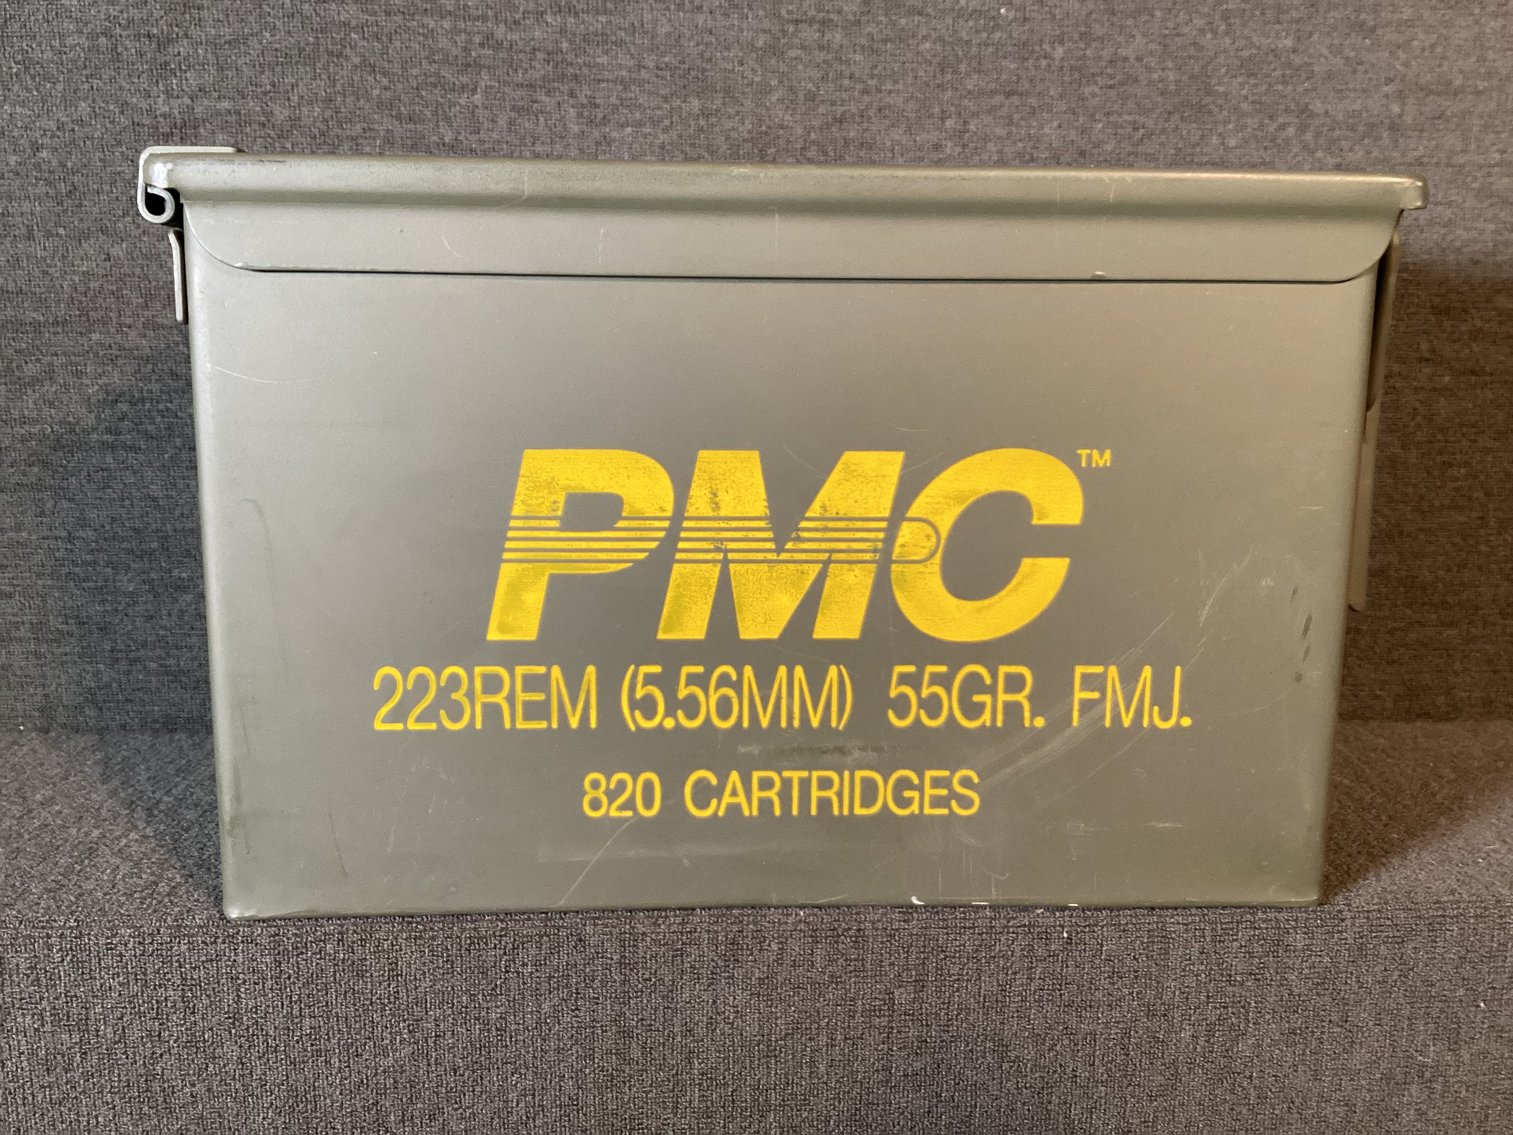 PMC™
223REM (5.56MM) 55GR. FMJ.
820 CARTRIDGES